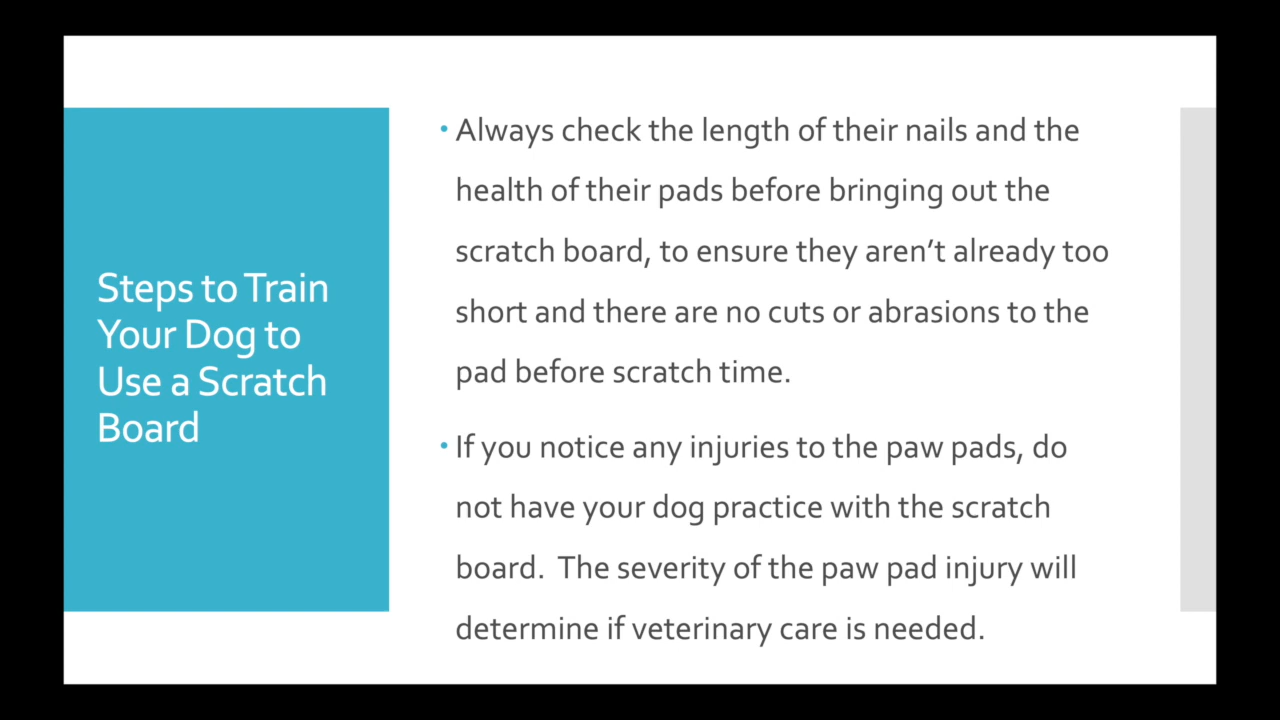 Steps to Train
Your Dog to
Use a Scratch
Board
• Always check the length of their nails and the
health of their pads before bringing out the
scratch board, to ensure they aren’t already too
short and there are no cuts or abrasions to the
pad before scratch time.
• If you notice any injuries to the paw pads, do
not have your dog practice with the scratch
board.  The severity of the paw pad injury will
determine if veterinary care is needed.